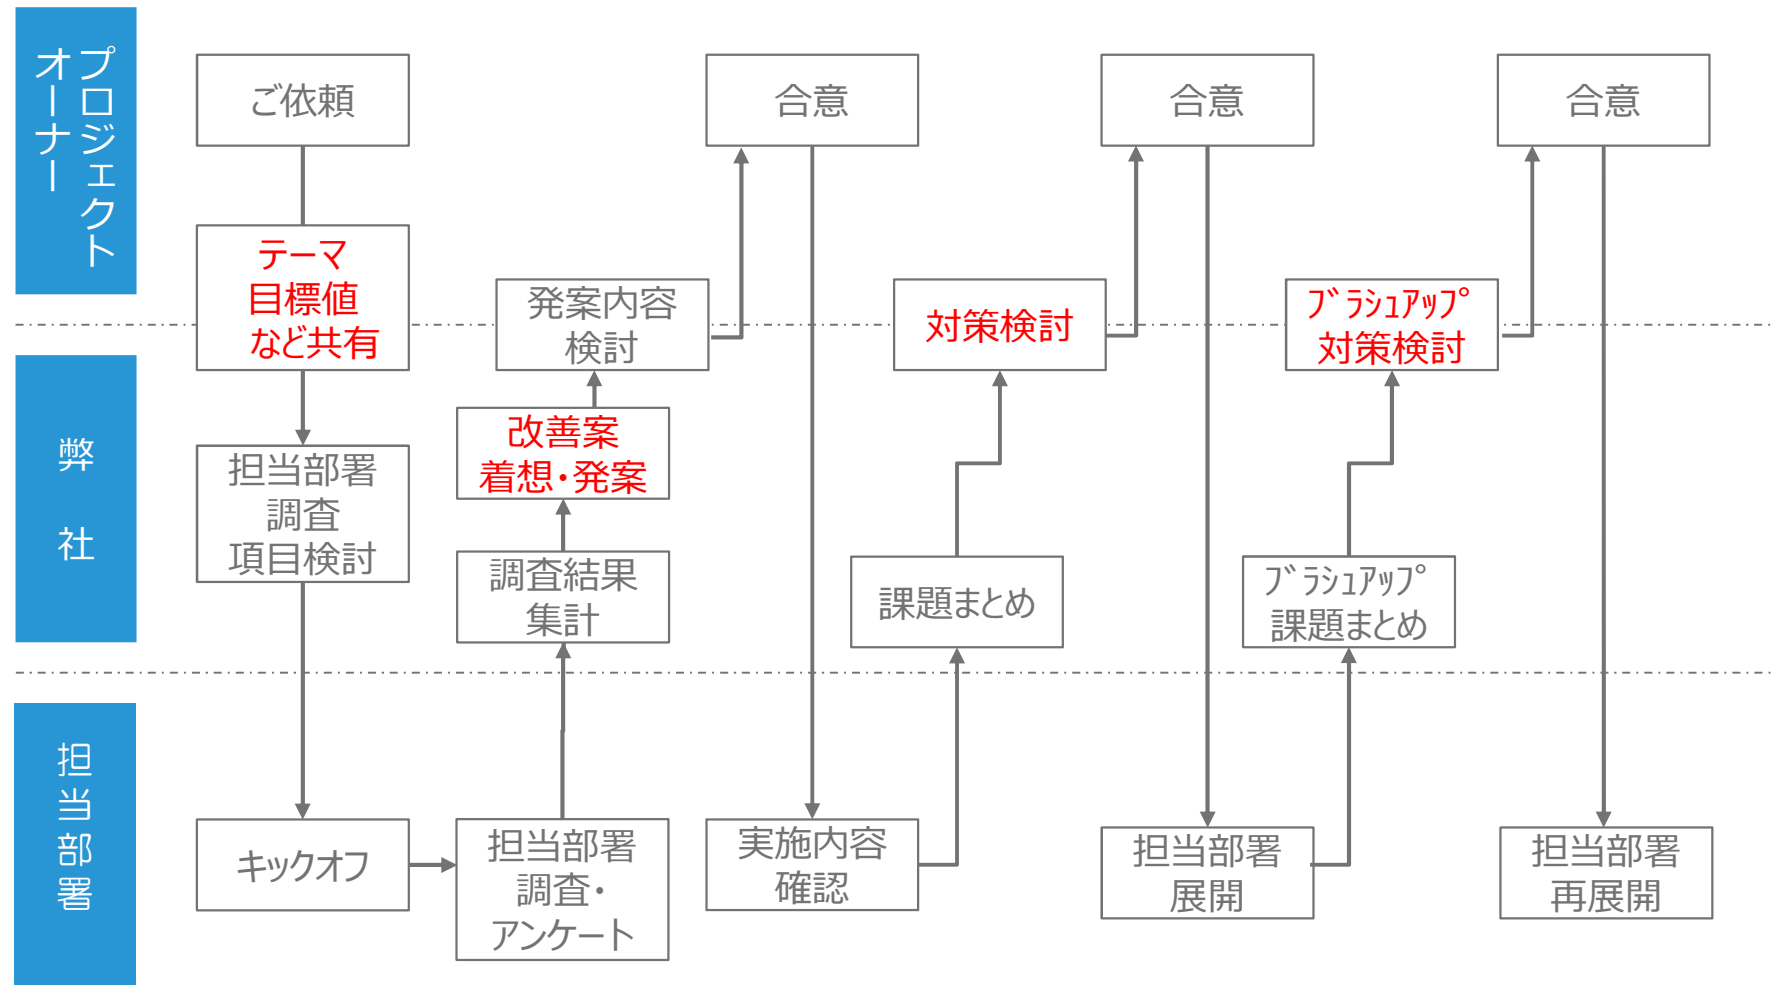 プロジェクト
オーナー
弊
社
担
当
部
署
ご依頼
テーマ
目標値
など共有
担当部署
調査
項目検討
キックオフ
担当部署
調査・
アンケート
調査結果
集計
改善案
着想・発案
発案内容
検討
合意
実施内容
確認
課題まとめ
対策検討
合意
担当部署
展開
ﾌﾞﾗｼｭｱｯﾌﾟ
課題まとめ
ﾌﾞﾗｼｭｱｯﾌﾟ
対策検討
合意
担当部署
再展開